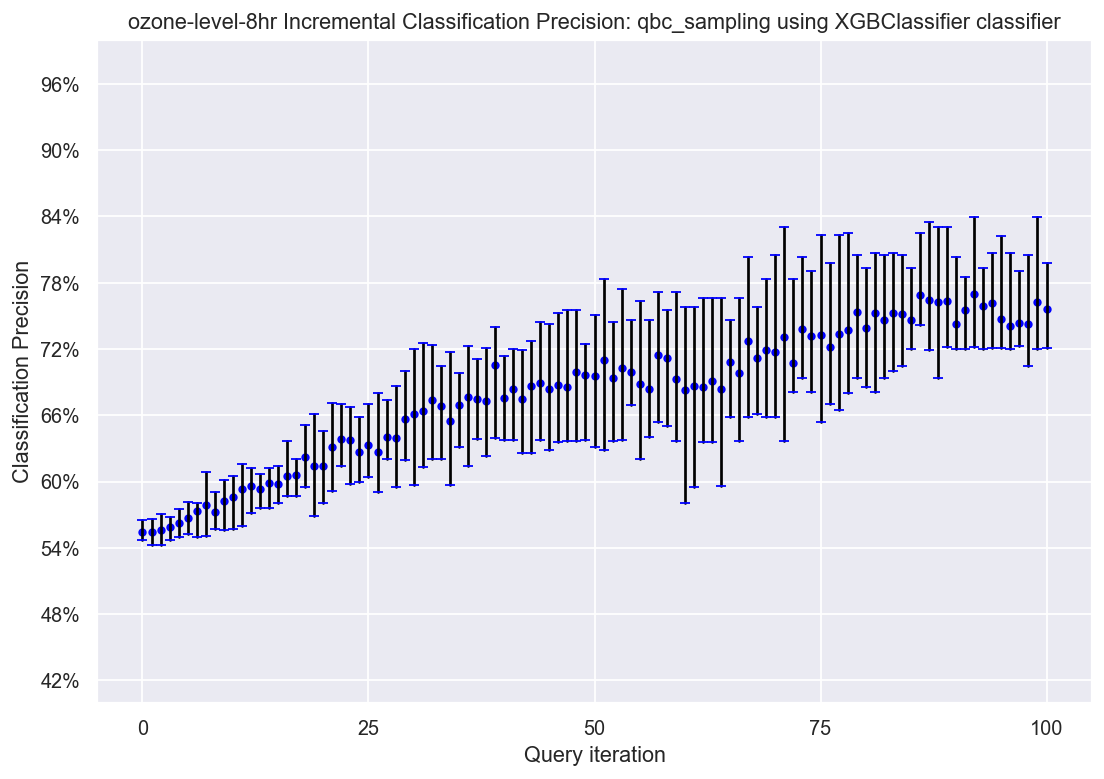 ozone-level-8hr Incremental Classification Precision: qbc_sampling using XGBClassifier classifier
96%
90%
84%
78%
72%
66%
60%
54%
48%
42%
Classification Precision
0 25 50 75 100
Query iteration